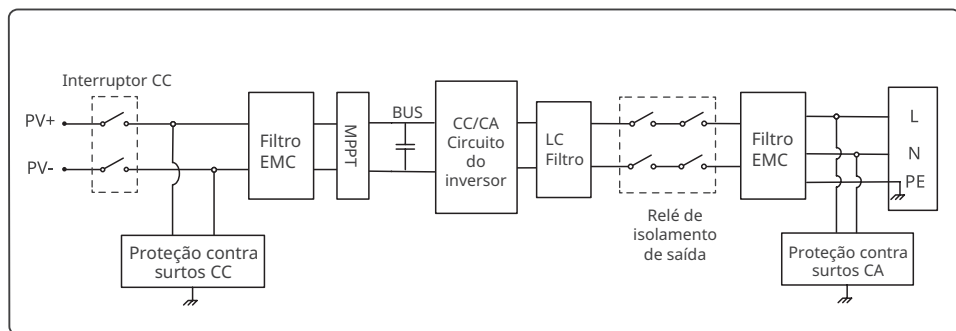 Interruptor CC
PV+
PV-
Proteção contra
surtos CC
Filtro
EMC
MPPT
BUS
CC/CA
Circuito
do
inversor
LC
Filtro
Relé de
isolamento
de saída
Filtro
EMC
L
N
PE
Proteção contra
surtos CA